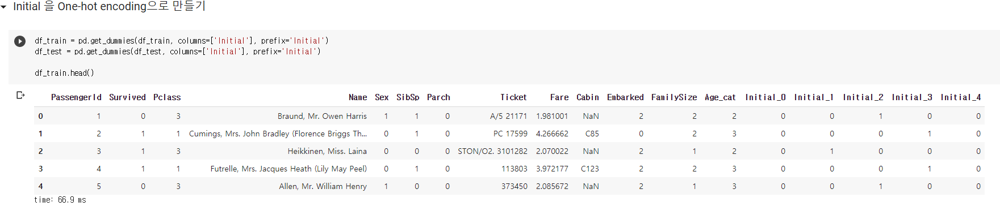 Initial 을 One-hot encoding으로 만들기
df_train = pd.get_dummies(df_train, columns=['Initial'], prefix='Initial')
df_test = pd.get_dummies(df_test, columns=['Initial'], prefix='Initial')
df_train.head()
PassengerId Survived Pclass Name Sex SibSp Parch Ticket Fare Cabin Embarked FamilySize Age_cat Initial_0 Initial_1 Initial_2 Initial_3 Initial_4
0 1 0 3 Braund, Mr. Owen Harris 1 1 0 A/5 21171 1.981001 NaN 2 2 2 0 0 1 0 0
1 2 1 1 Cumings, Mrs. John Bradley (Florence Briggs Th... 0 1 0 PC 17599 4.266662 C85 0 2 3 0 0 0 1 0
2 3 1 3 Heikkinen, Miss. Laina 0 0 0 STON/O2. 3101282 2.070022 NaN 2 1 2 0 1 0 0 0
3 4 1 1 Futrelle, Mrs. Jacques Heath (Lily May Peel) 0 1 0 113803 3.972177 C123 2 2 3 0 0 0 1 0
4 5 0 3 Allen, Mr. William Henry 1 0 0 373450 2.085672 NaN 2 1 3 0 0 1 0 0
time: 66.9 ms